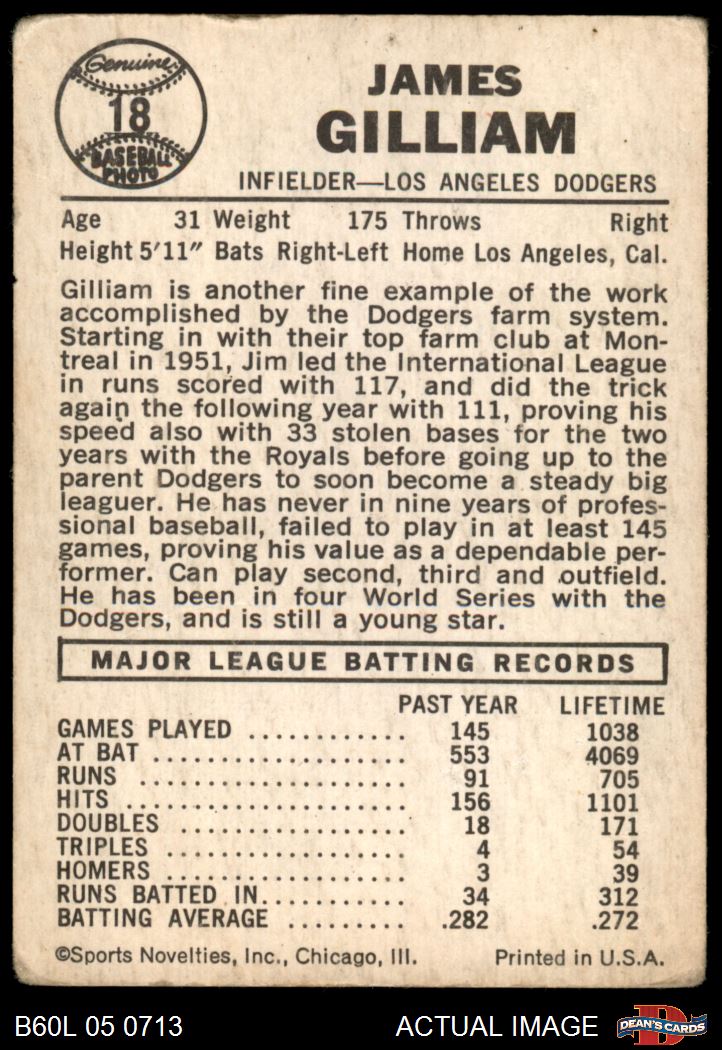 Genuine
18
BASEBALL
PHOTO
JAMES
GILLIAM
INFIELDER—LOS ANGELES DODGERS
Age 31 Weight 175 Throws Right
Height 5'11" Bats Right-Left Home Los Angeles, Cal.
Gilliam is another fine example of the work
accomplished by the Dodgers farm system.
Starting in with their top farm club at Mon-
treal in 1951, Jim led the International League
in runs scored with 117, and did the trick
again the following year with 111, proving his
speed also with 33 stolen bases for the two
years with the Royals before going up to the
parent Dodgers to soon become a steady big
leaguer. He has never in nine years of profes-
sional baseball, failed to play in at least 145
games, proving his value as a dependable per-
former. Can play second, third and outfield.
He has been in four World Series with the
Dodgers, and is still a young star.
MAJOR LEAGUE BATTING RECORDS
PAST YEAR LIFETIME
GAMES PLAYED ............ 145 1038
AT BAT .................... 553 4069
RUNS ..................... 91 705
HITS ...................... 156 1101
DOUBLES ................. 18 171
TRIPLES .................. 4 54
HOMERS .................. 3 39
RUNS BATTED IN........... 34 312
BATTING AVERAGE ......... .282 .272
©Sports Novelties, Inc., Chicago, Ill. Printed in U.S.A.
B60L 05 0713 ACTUAL IMAGE D DEAN'S CARDS